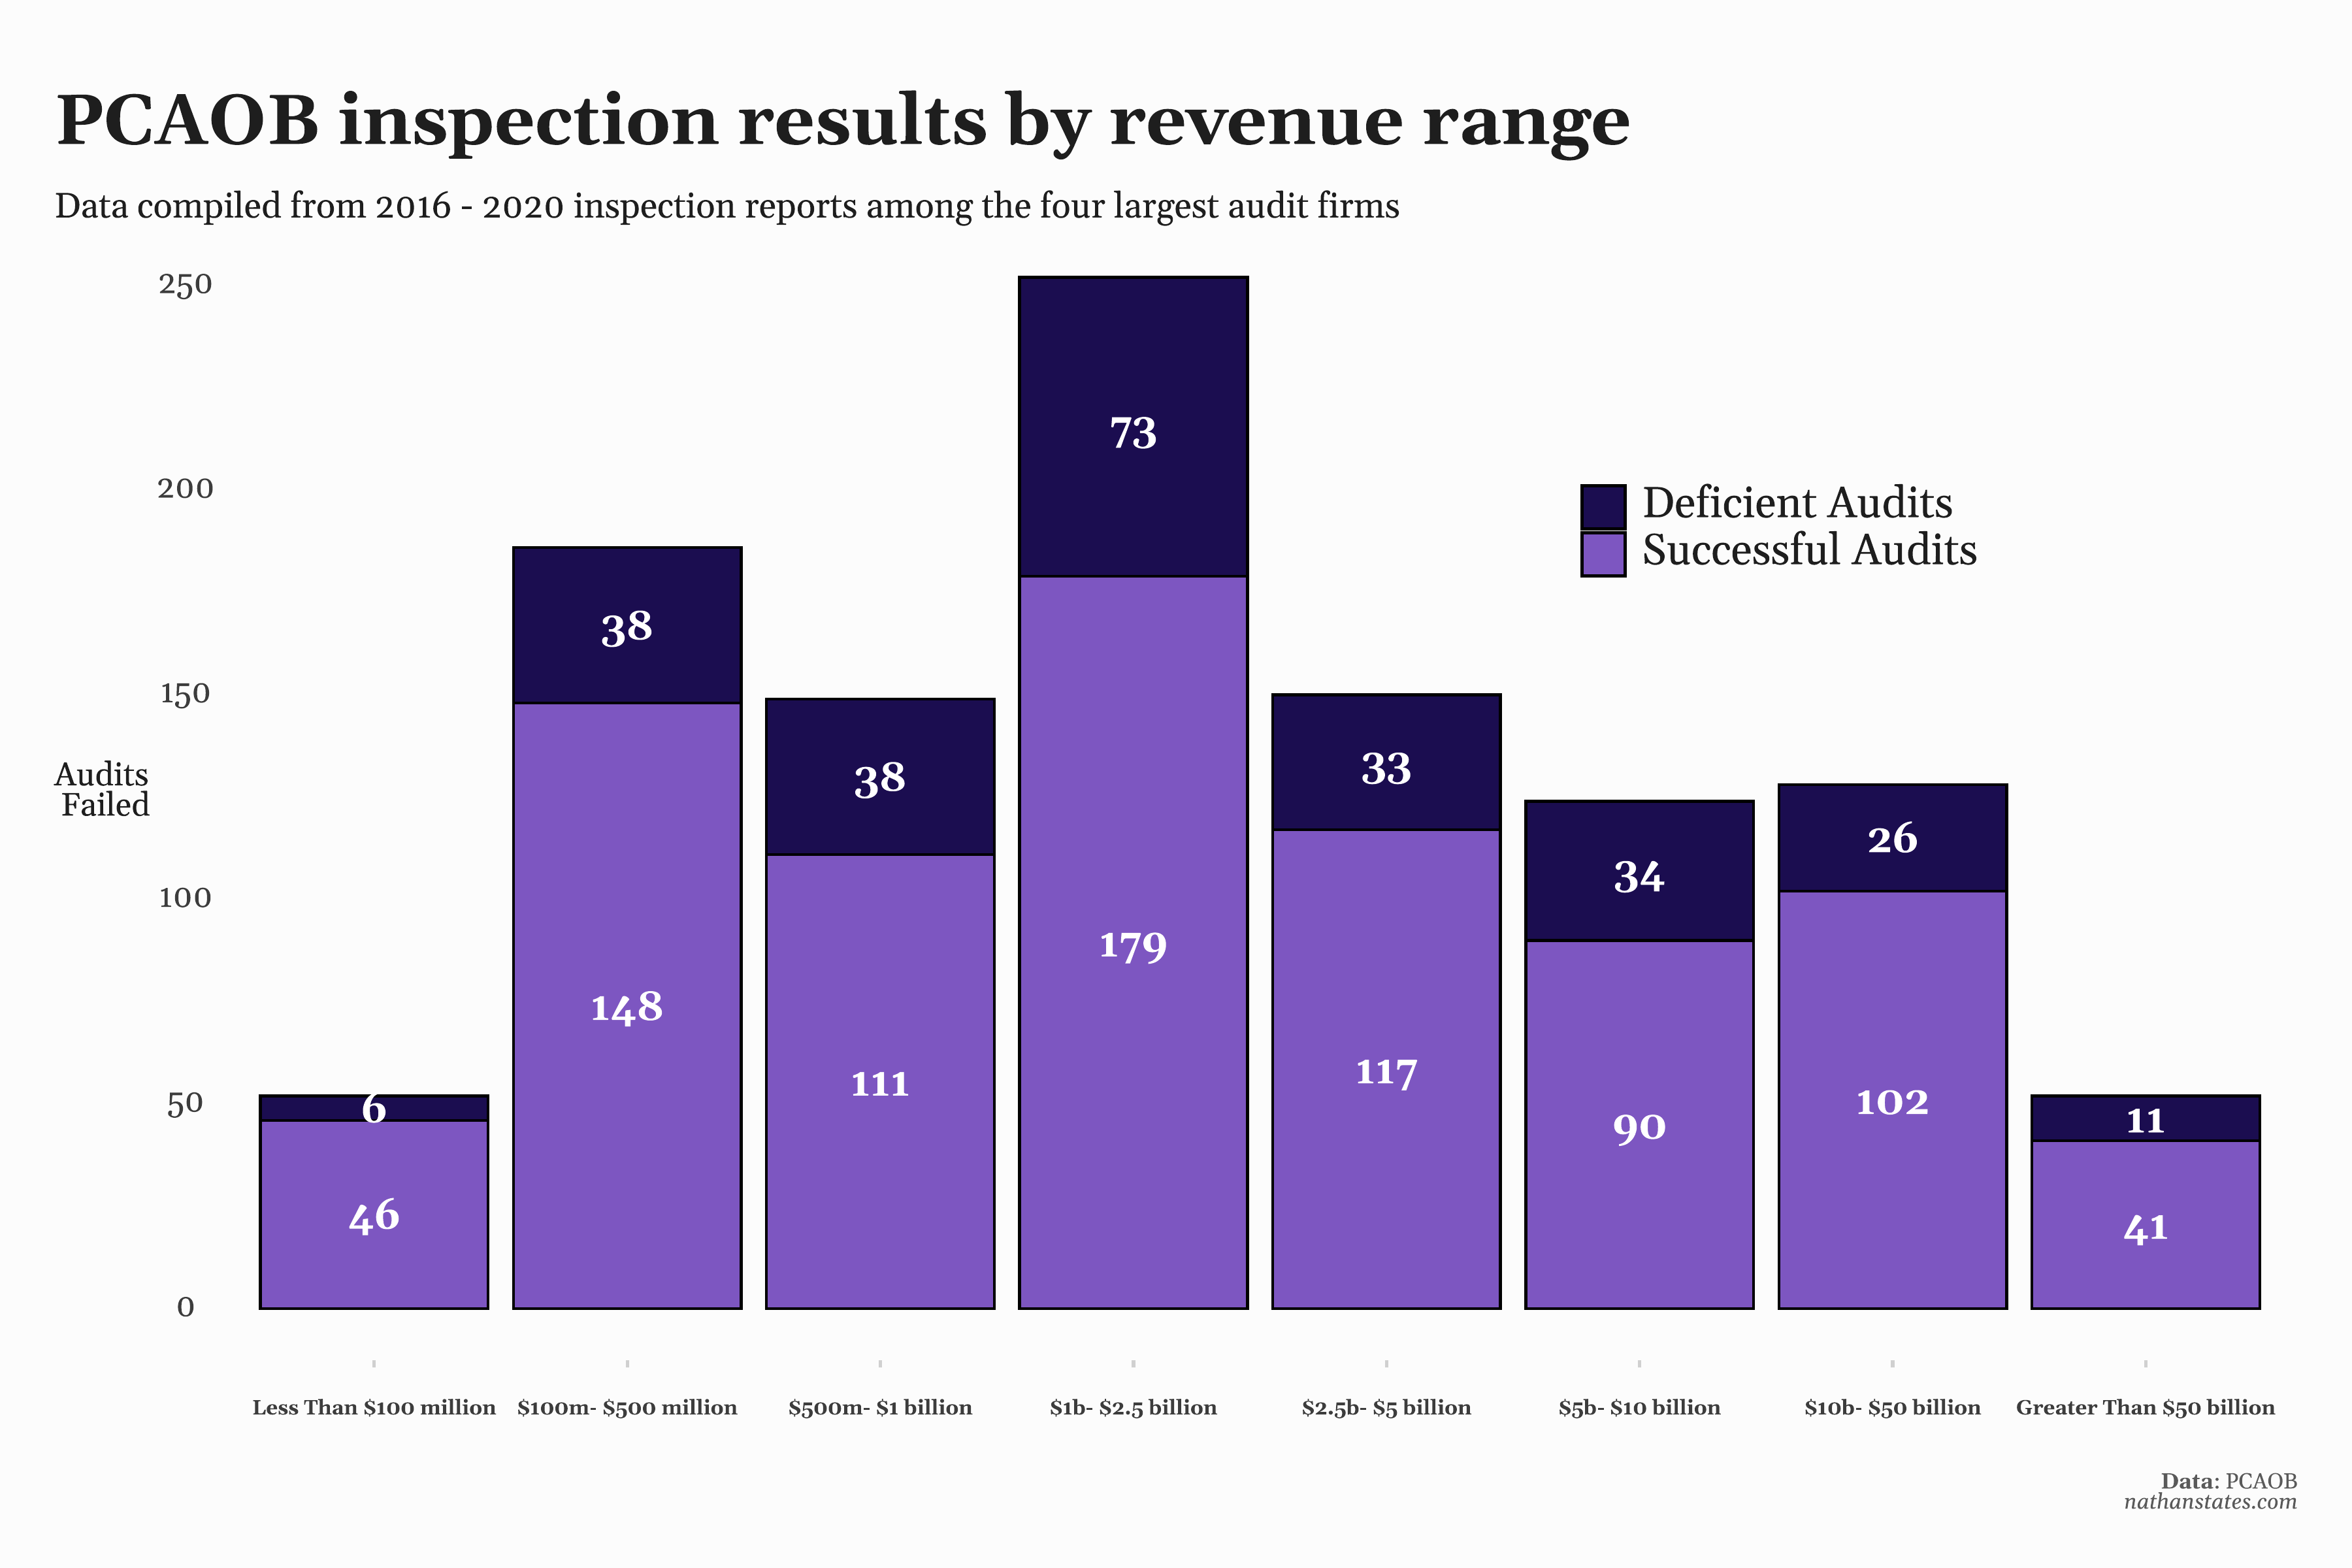 PCAOB inspection results by revenue range
Data compiled from 2016 - 2020 inspection reports among the four largest audit firms
250
200
150
100
50
0
Audits
Failed
Deficient Audits
Successful Audits
6
46
38
148
38
111
73
179
33
117
34
90
26
102
11
41
Less Than $100 million
$100m- $500 million
$500m- $1 billion
$1b- $2.5 billion
$2.5b- $5 billion
$5b- $10 billion
$10b- $50 billion
Greater Than $50 billion
Data: PCAOB
nathanstates.com